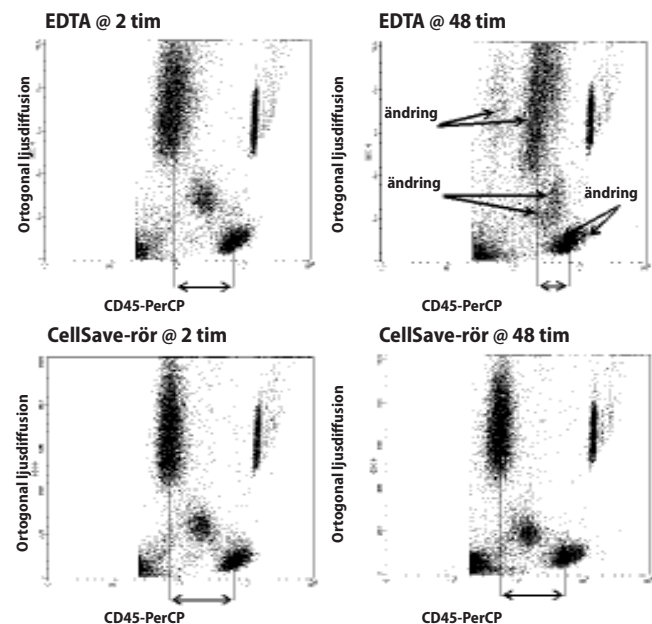 EDTA @ 2 tim
EDTA @ 48 tim
Ortogonal ljusdiffusion
Ortogonal ljusdiffusion
ändring
ändring
ändring
CD45-PerCP
CD45-PerCP
CellSave-rör @ 2 tim
CellSave-rör @ 48 tim
Ortogonal ljusdiffusion
Ortogonal ljusdiffusion
CD45-PerCP
CD45-PerCP